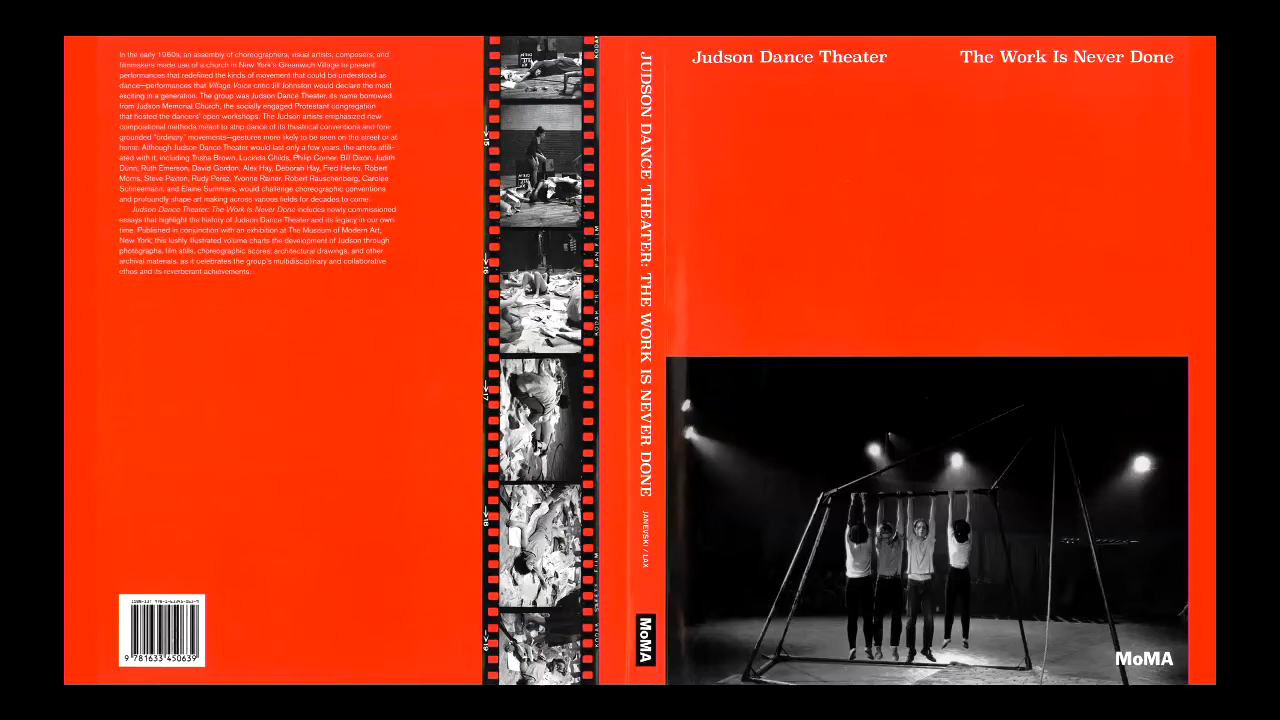 In the early 1960s, an assembly of choreographers, visual artists, composers, and
filmmakers made use of a church in New York's Greenwich Village to present
performances that redefined the kinds of movement that could be understood as
dance—performances that Village Voice critic Jill Johnston would declare the most
exciting in a generation. The group was Judson Dance Theater, its name borrowed
from Judson Memorial Church, the socially engaged Protestant congregation
that hosted the dancers' open workshops. The Judson artists emphasized new
compositional methods meant to strip dance of its theatrical conventions and fore-
grounded "ordinary" movements—gestures more likely to be seen on the street or at
home. Although Judson Dance Theater would last only a few years, the artists affili-
ated with it, including Trisha Brown, Lucinda Childs, Philip Corner, Bill Dixon, Judith
Dunn, Ruth Emerson, David Gordon, Alex Hay, Deborah Hay, Fred Herko, Robert
Morris, Steve Paxton, Rudy Perez, Yvonne Rainer, Robert Rauschenberg, Carolee
Schneemann, and Elaine Summers, would challenge choreographic conventions
and profoundly shape art making across various fields for decades to come.
Judson Dance Theater: The Work Is Never Done includes newly commissioned
essays that highlight the history of Judson Dance Theater and its legacy in our own
time. Published in conjunction with an exhibition at The Museum of Modern Art,
New York, this lushly illustrated volume charts the development of Judson through
photographs, film stills, choreographic scores, architectural drawings, and other
archival materials, as it celebrates the group's multidisciplinary and collaborative
ethos and its reverberant achievements.
9 781633 450639
15
16
17
18
19
KODAK
KODAK TRI X PAN FILM
KODAK SAFETY FILM
JUDSON DANCE THEATER: THE WORK IS NEVER DONE
JANEVSKI / LAX
MoMA
Judson Dance Theater
The Work Is Never Done
MoMA